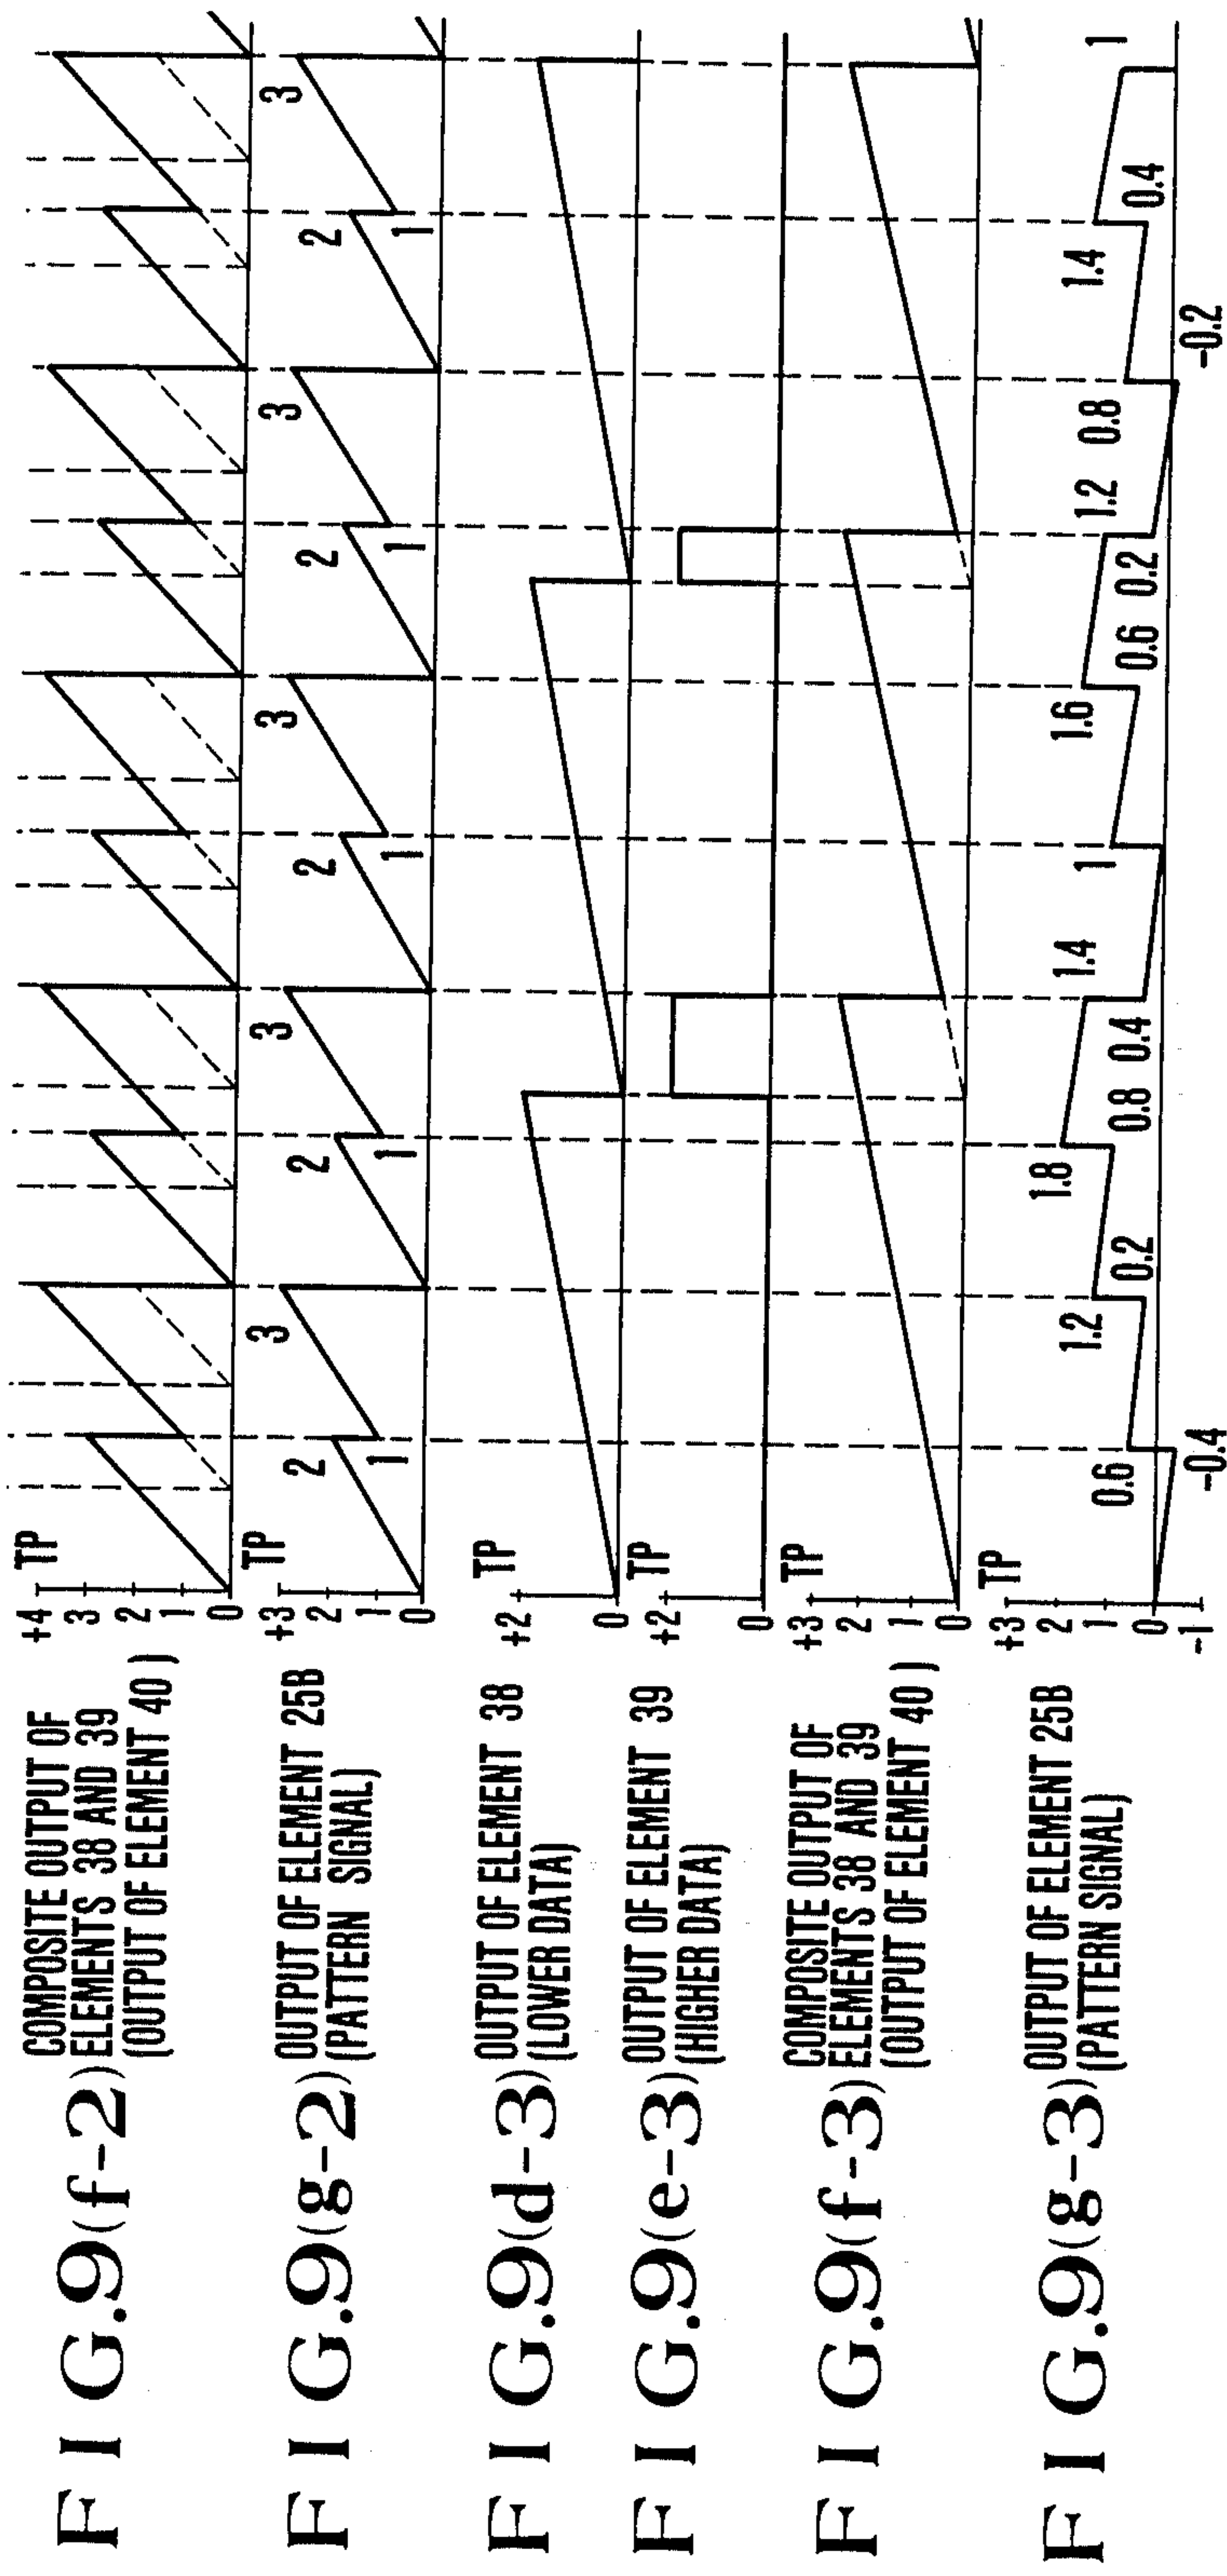 FIG.9(f-2)
COMPOSITE OUTPUT OF
ELEMENTS 38 AND 39
(OUTPUT OF ELEMENT 40)
+4
3
2
1
0
TP
FIG.9(g-2)
OUTPUT OF ELEMENT 25B
(PATTERN SIGNAL)
+3
2
1
0
TP
2
1
3
2
1
3
2
1
3
2
1
3
2
1
3
FIG.9(d-3)
OUTPUT OF ELEMENT 38
(LOWER DATA)
+2
0
TP
FIG.9(e-3)
OUTPUT OF ELEMENT 39
(HIGHER DATA)
+2
0
TP
FIG.9(f-3)
COMPOSITE OUTPUT OF
ELEMENTS 38 AND 39
(OUTPUT OF ELEMENT 40)
+3
2
1
0
TP
FIG.9(g-3)
OUTPUT OF ELEMENT 25B
(PATTERN SIGNAL)
+3
2
1
0
-1
TP
0.6
-0.4
1.2
0.2
1.8
0.8
0.4
1.4
1
1.6
0.6
0.2
1.2
0.8
-0.2
1.4
0.4
1